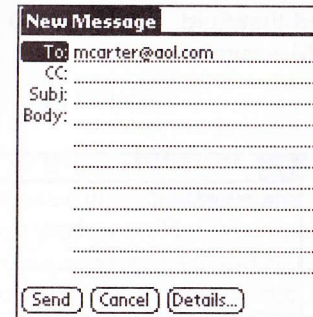 New Message
To: mcarter@aol.com
CC:
Subj:
Body:
Send Cancel Details...